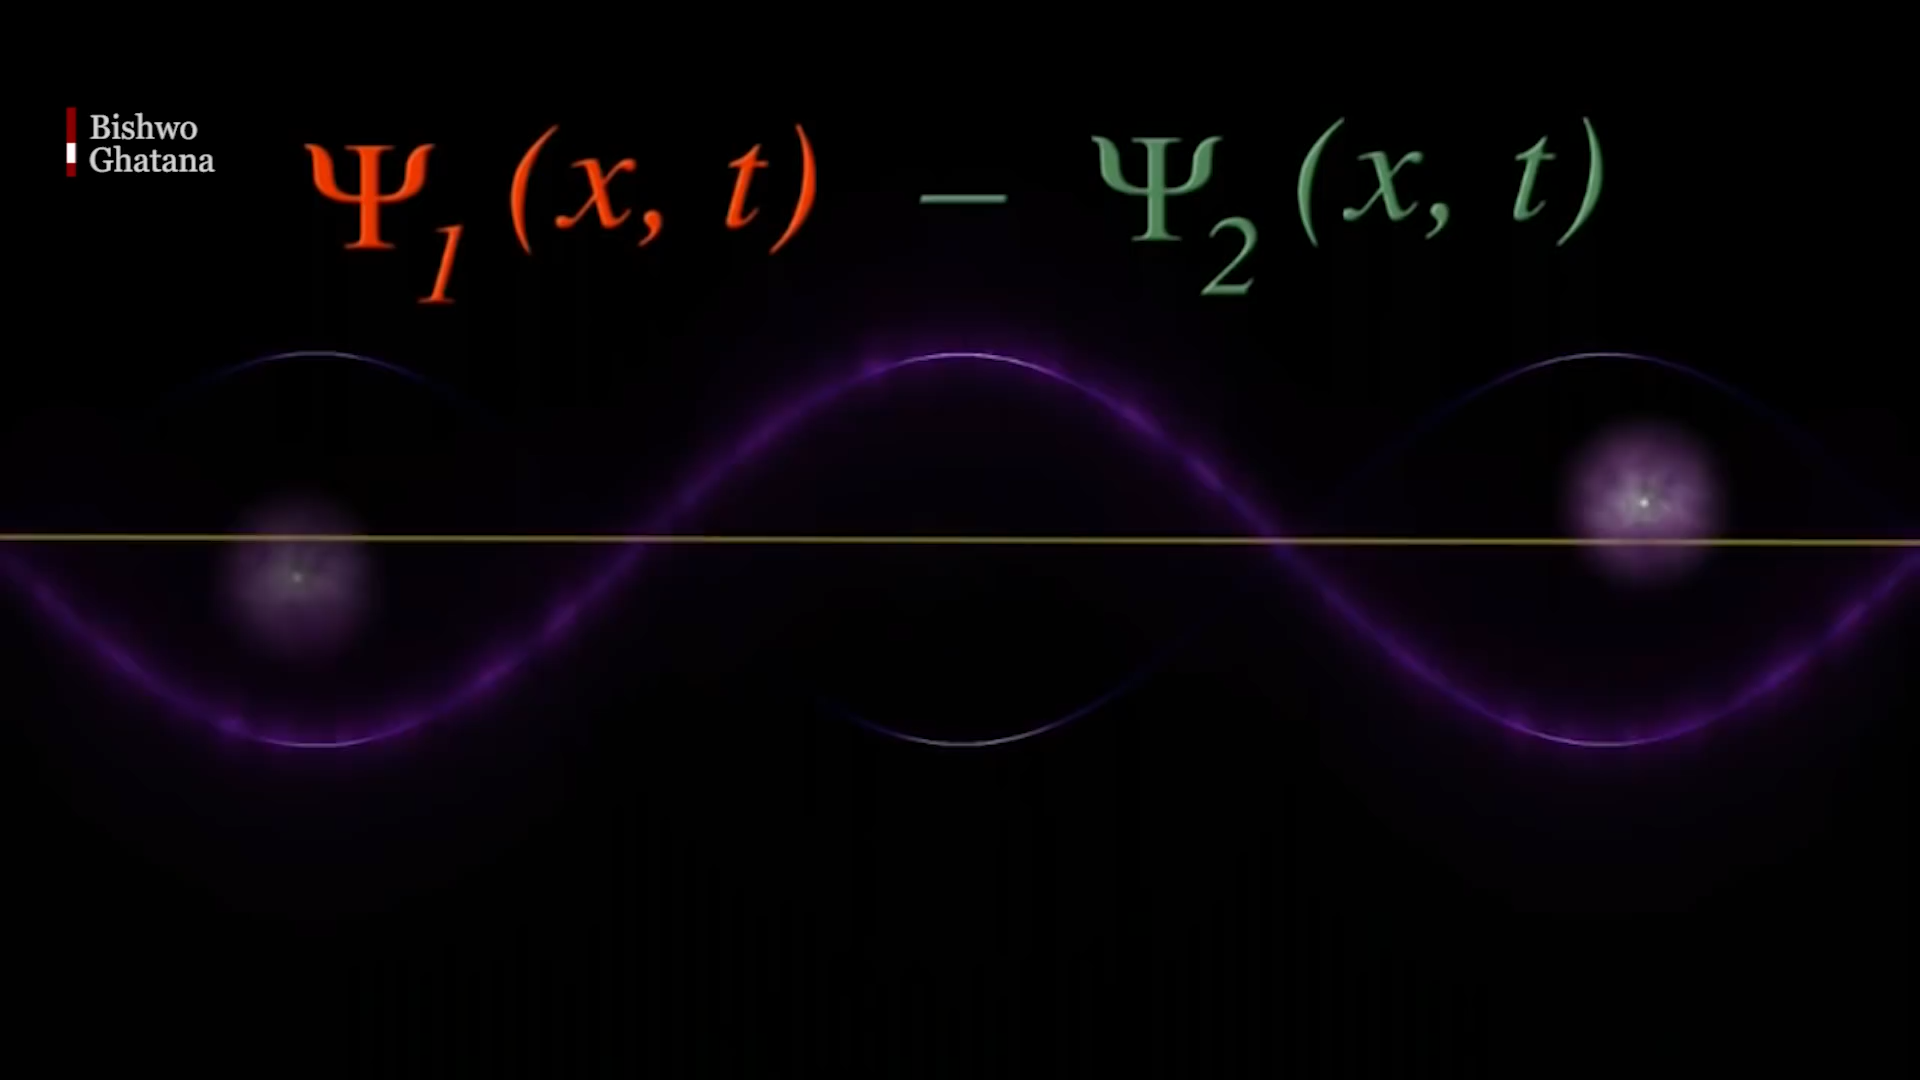 Bishwo
Ghatana
Ψ₁ (x, t) – Ψ₂ (x, t)